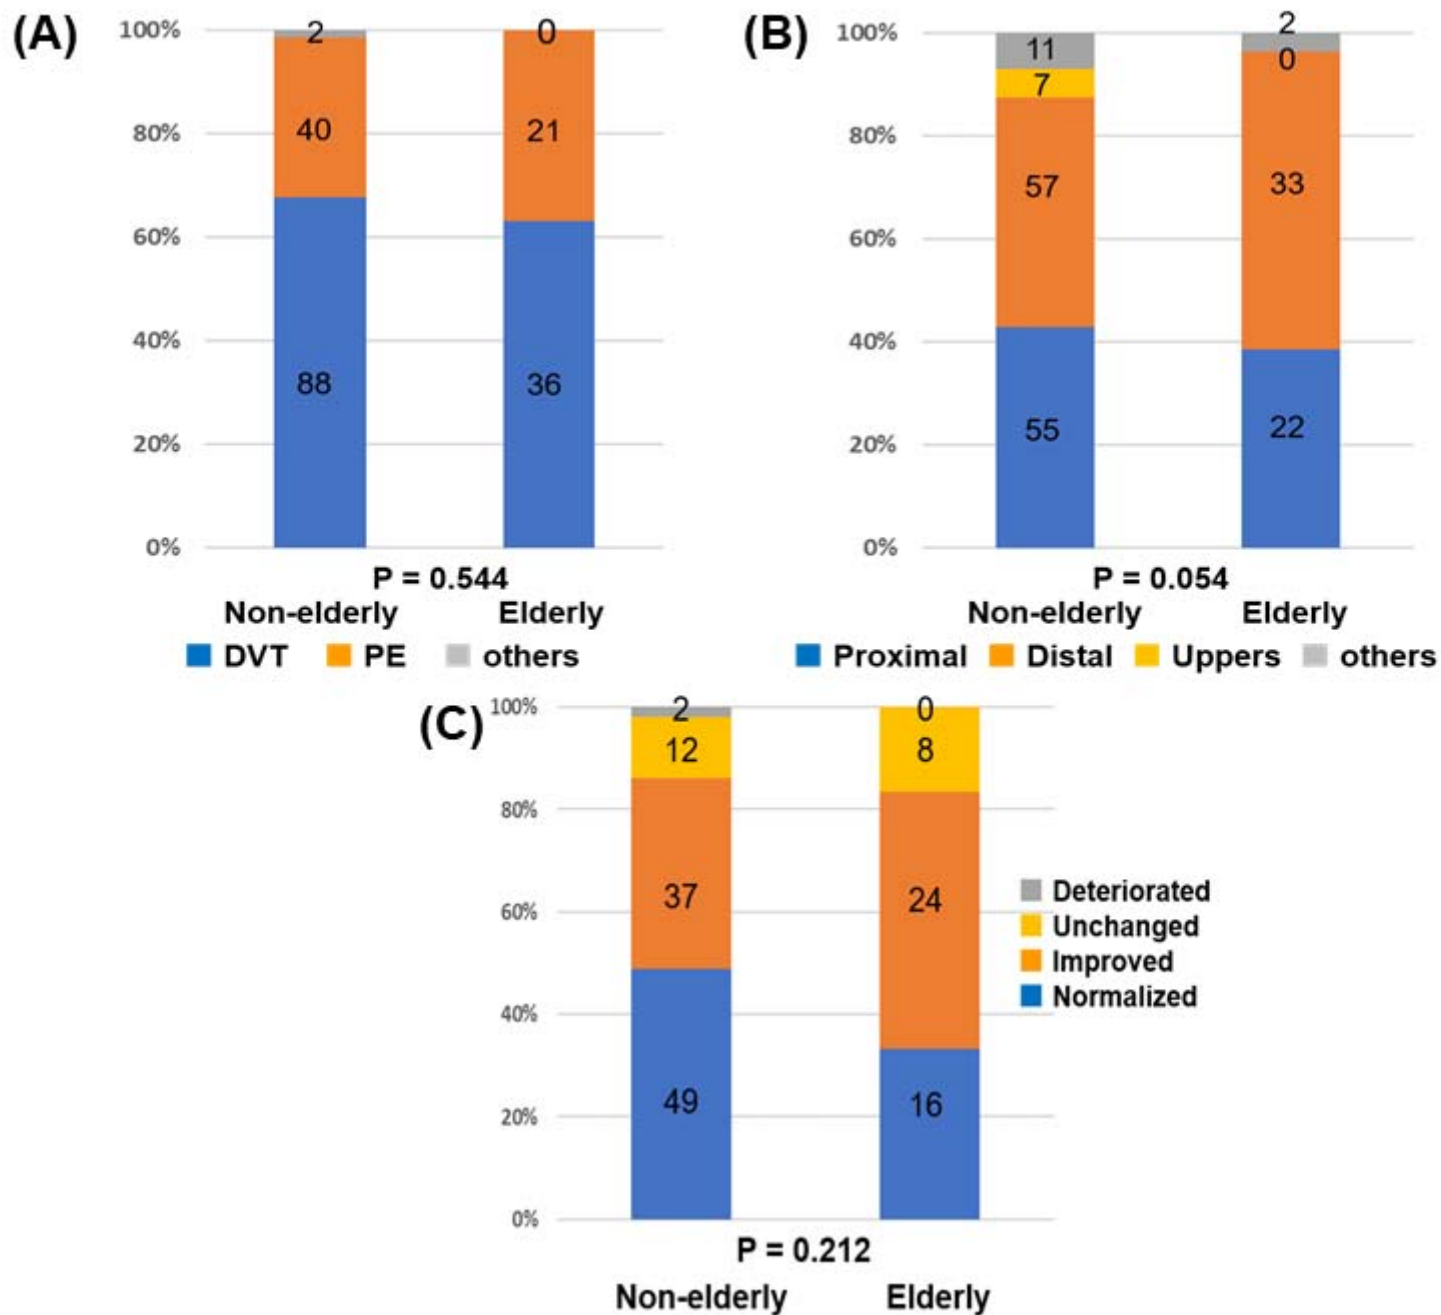 (A)
100%
80%
60%
40%
20%
0%
2
40
88
0
21
36
P = 0.544
Non-elderly Elderly
DVT PE others
(B)
100%
80%
60%
40%
20%
0%
11
7
57
55
2
0
33
22
P = 0.054
Non-elderly Elderly
Proximal Distal Uppers others
(C)
100%
80%
60%
40%
20%
0%
2
12
37
49
0
8
24
16
Deteriorated
Unchanged
Improved
Normalized
P = 0.212
Non-elderly Elderly